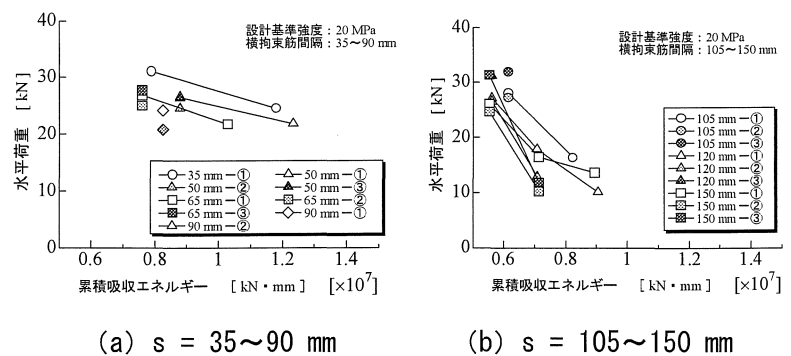 設計基準強度：20 MPa
横拘束筋間隔：35～90 mm
水平荷重 [kN]
40
30
20
10
0
35 mm―①
50 mm―②
65 mm―①
65 mm―③
90 mm―②
50 mm―①
50 mm―③
65 mm―②
90 mm―①
0.6 0.8 1 1.2 1.4
累積吸収エネルギー [kN・mm] [×10⁷]
(a) s = 35～90 mm
設計基準強度：20 MPa
横拘束筋間隔：105～150 mm
水平荷重 [kN]
40
30
20
10
0
105 mm―①
105 mm―②
105 mm―③
120 mm―①
120 mm―②
120 mm―③
150 mm―①
150 mm―②
150 mm―③
0.6 0.8 1 1.2 1.4
累積吸収エネルギー [kN・mm] [×10⁷]
(b) s = 105～150 mm